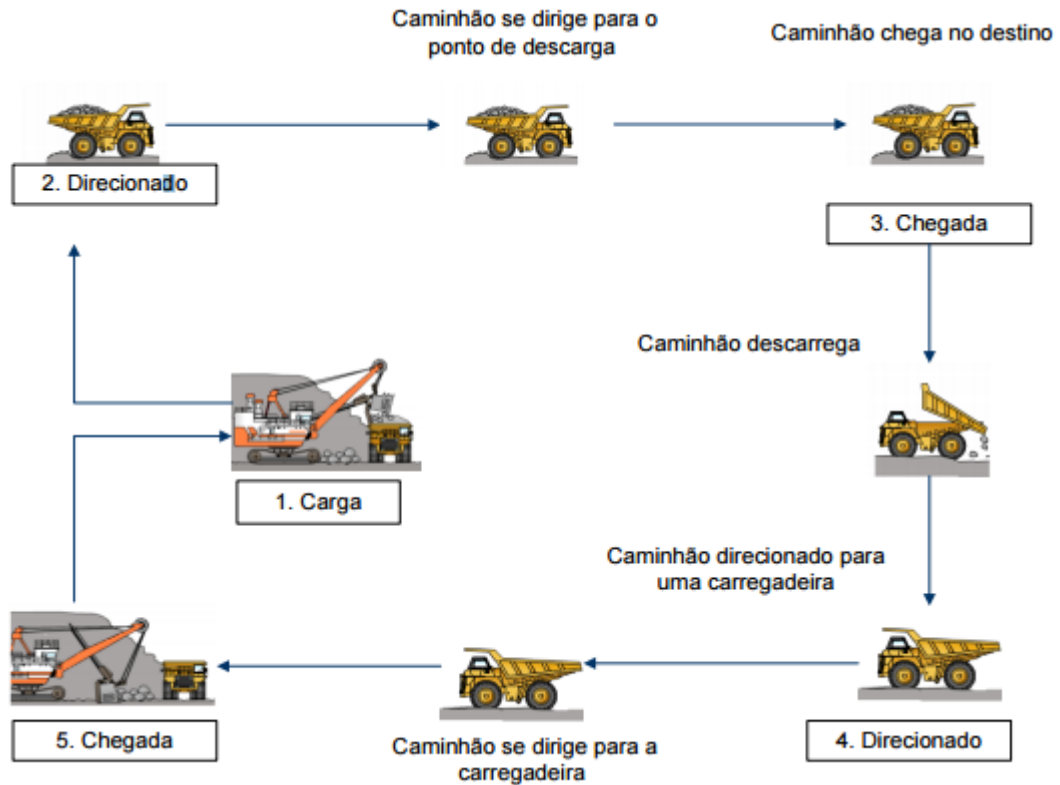 Caminhão se dirige para o
ponto de descarga
Caminhão chega no destino
2. Direcionado
3. Chegada
Caminhão descarrega
1. Carga
Caminhão direcionado para
uma carregadeira
5. Chegada
Caminhão se dirige para a
carregadeira
4. Direcionado